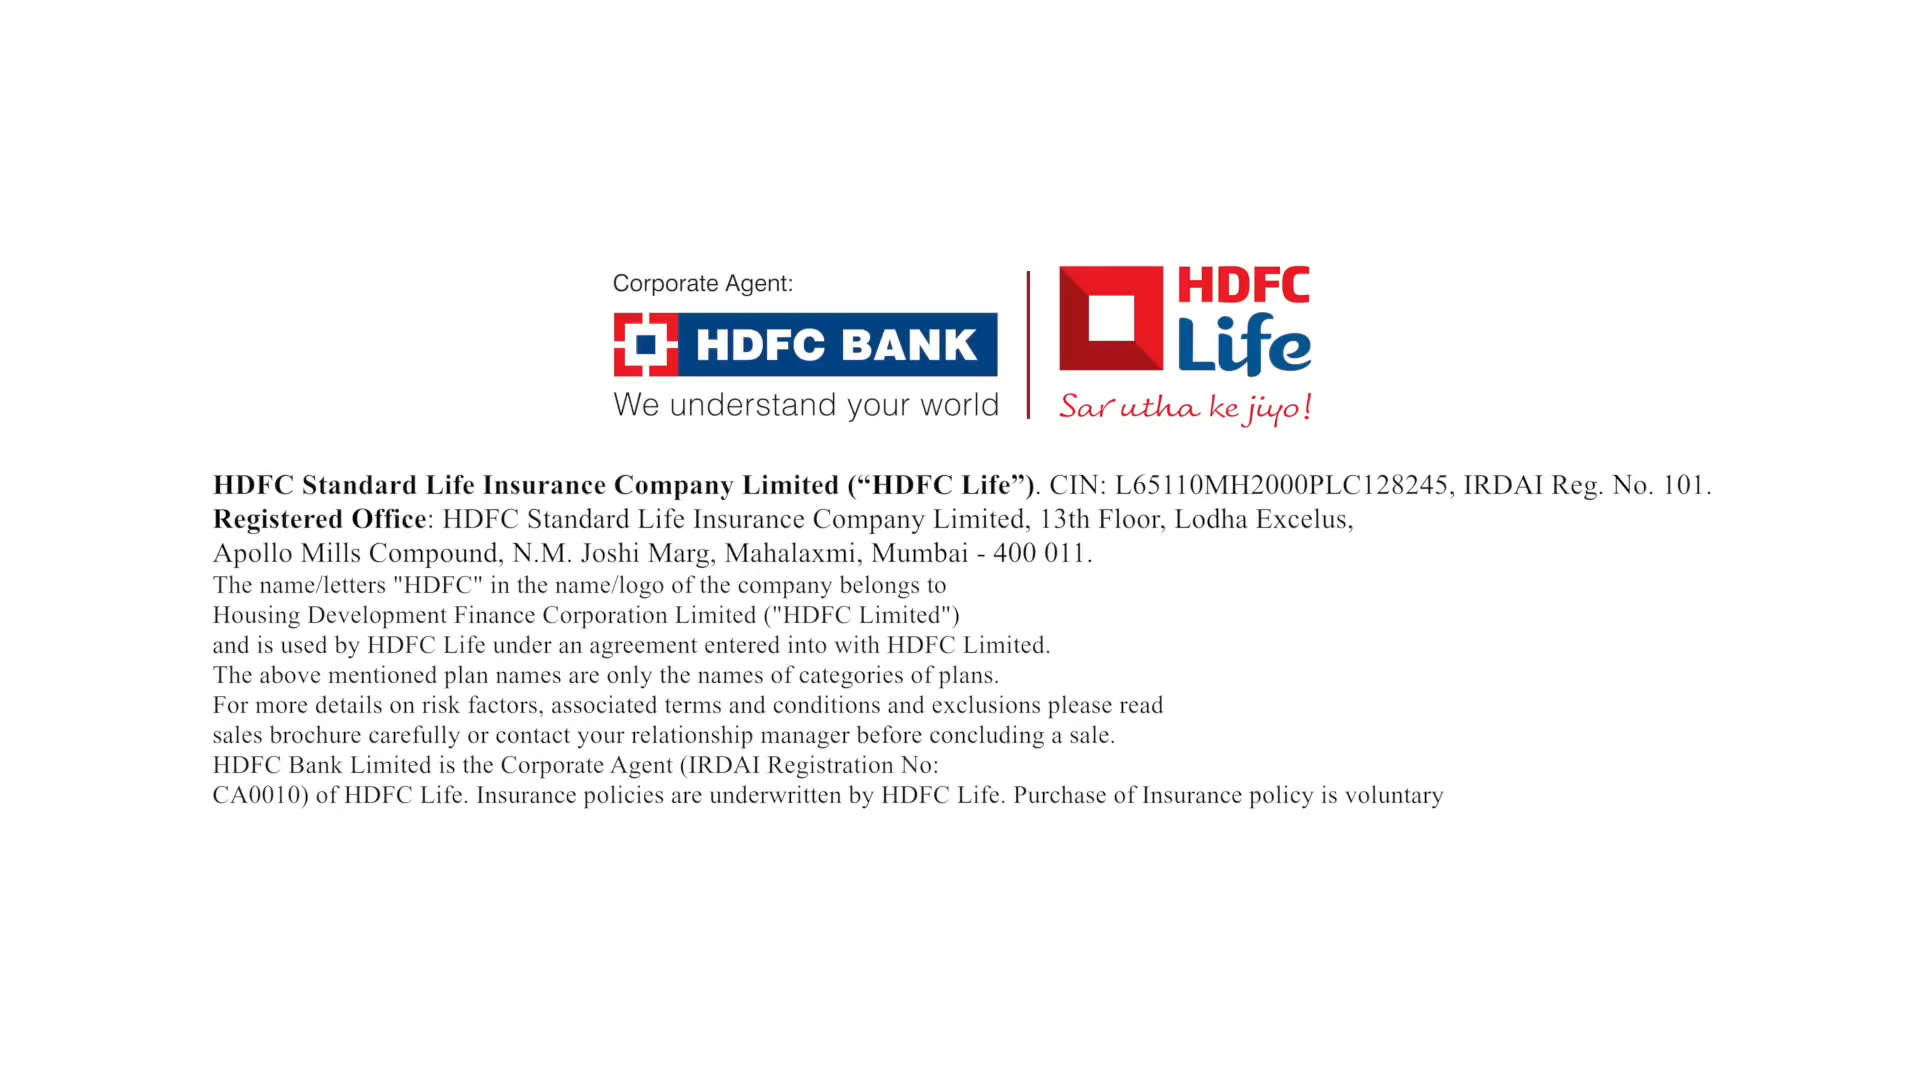 Corporate Agent:
HDFC BANK
We understand your world
HDFC
Life
Sar utha ke jiyo!
HDFC Standard Life Insurance Company Limited (“HDFC Life”). CIN: L65110MH2000PLC128245, IRDAI Reg. No. 101.
Registered Office: HDFC Standard Life Insurance Company Limited, 13th Floor, Lodha Excelus,
Apollo Mills Compound, N.M. Joshi Marg, Mahalaxmi, Mumbai - 400 011.
The name/letters "HDFC" in the name/logo of the company belongs to
Housing Development Finance Corporation Limited ("HDFC Limited")
and is used by HDFC Life under an agreement entered into with HDFC Limited.
The above mentioned plan names are only the names of categories of plans.
For more details on risk factors, associated terms and conditions and exclusions please read
sales brochure carefully or contact your relationship manager before concluding a sale.
HDFC Bank Limited is the Corporate Agent (IRDAI Registration No:
CA0010) of HDFC Life. Insurance policies are underwritten by HDFC Life. Purchase of Insurance policy is voluntary